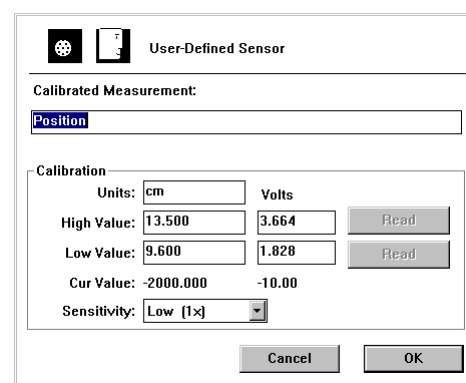 User-Defined Sensor
Calibrated Measurement:
Position
Calibration
Units: cm Volts
High Value: 13.500 3.664 Read
Low Value: 9.600 1.828 Read
Cur Value: -2000.000 -10.00
Sensitivity: Low (1x)
Cancel OK